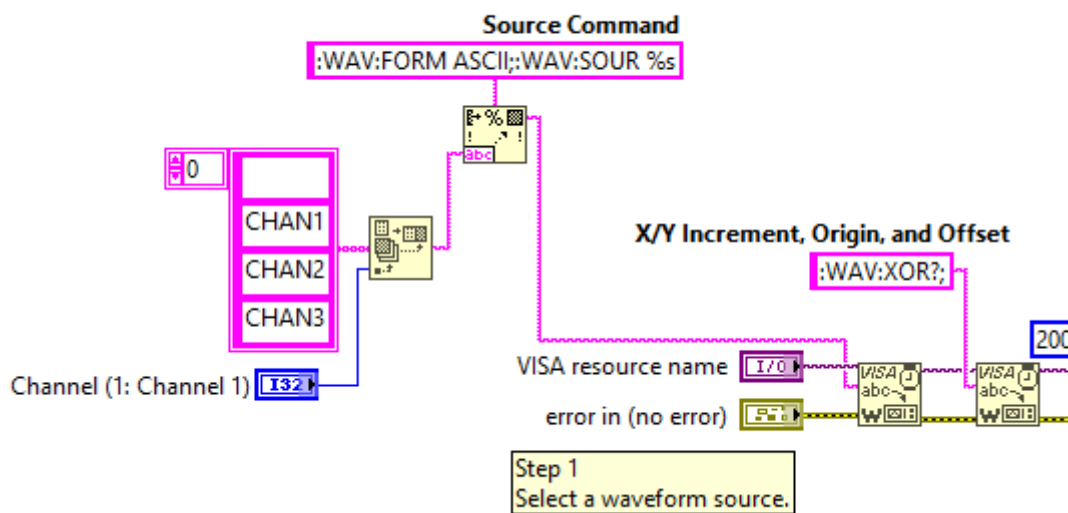 Source Command
:WAV:FORM ASCII;:WAV:SOUR %s
% 
abc
0
CHAN1
CHAN2
CHAN3
X/Y Increment, Origin, and Offset
:WAV:XOR?;
200
Channel (1: Channel 1)
I32
VISA resource name
I/O
VISA
abc
W
VISA
abc
W
error in (no error)
Step 1
Select a waveform source.